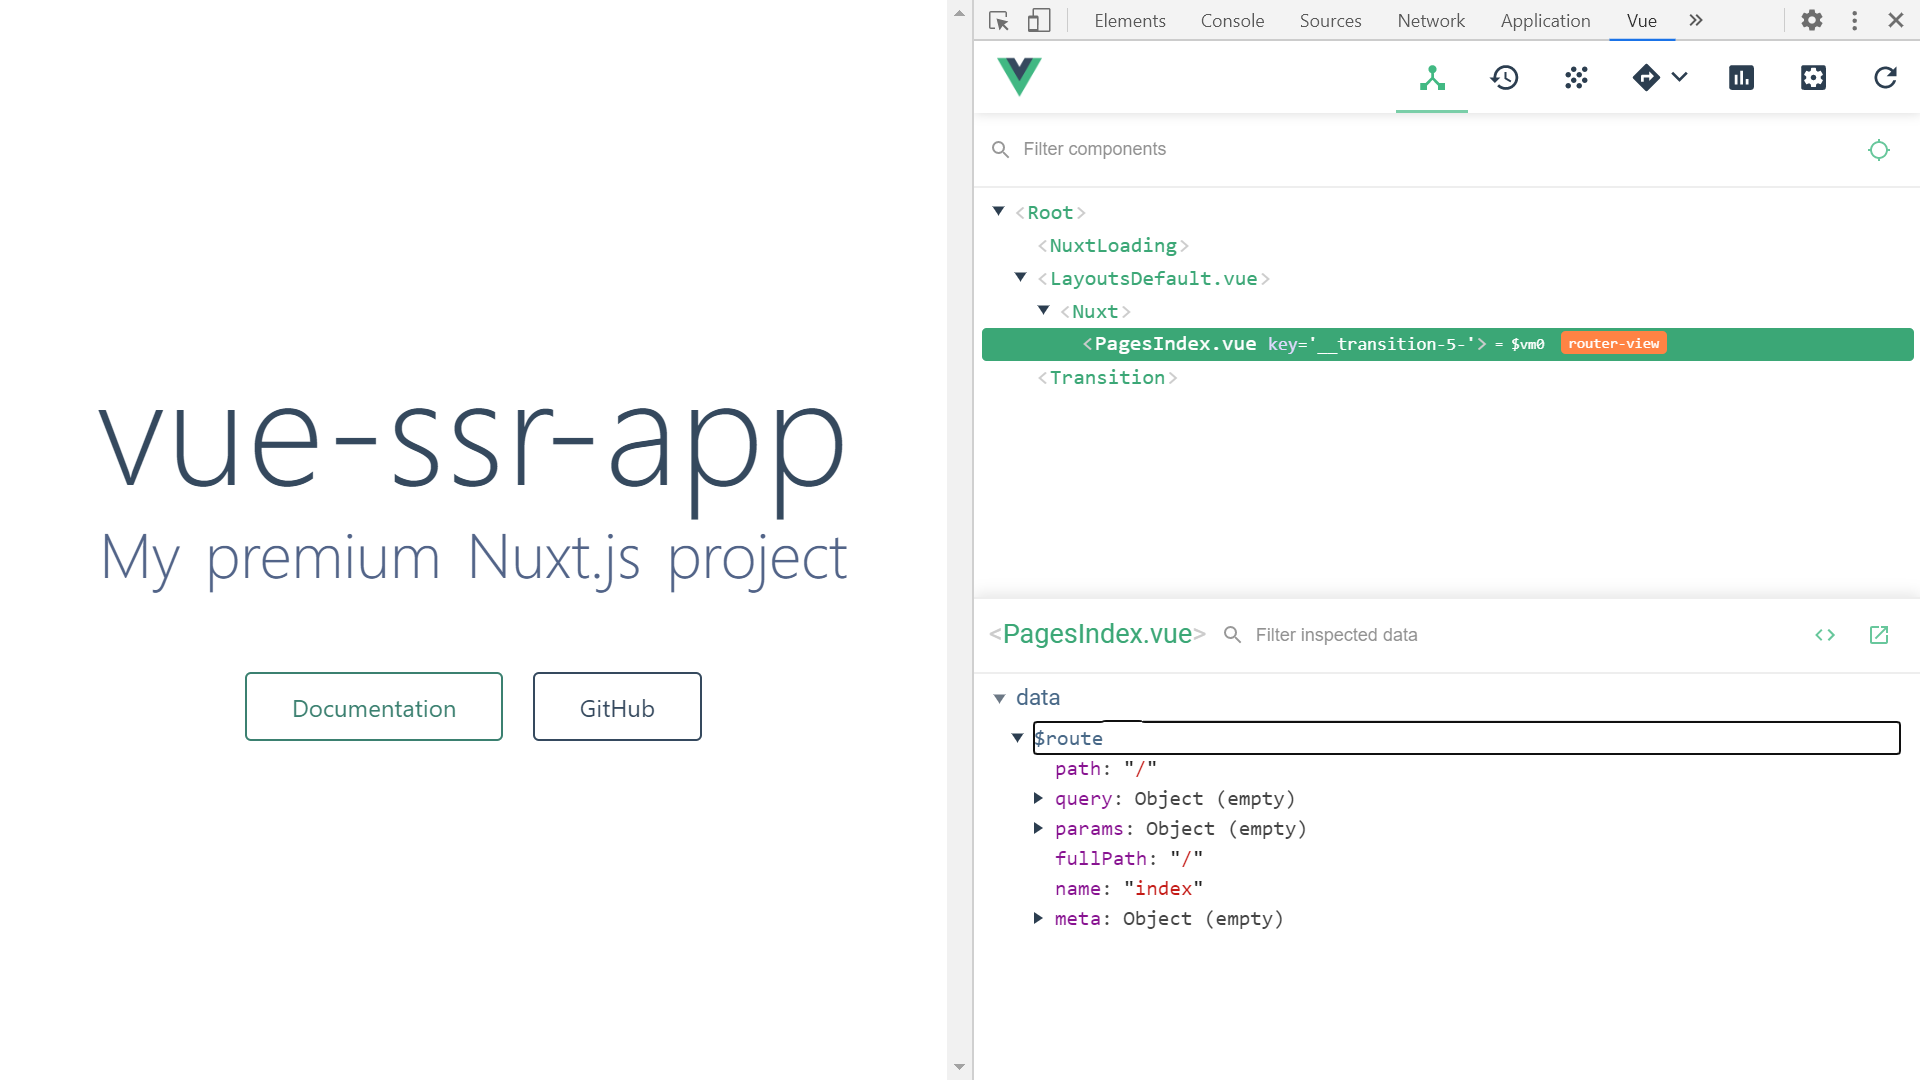 vue-ssr-app
My premium Nuxt.js project
Documentation
GitHub
Elements Console Sources Network Application Vue
Filter components
<Root>
<NuxtLoading>
<LayoutsDefault.vue>
<Nuxt>
<PagesIndex.vue key='__transition-5-'> = $vm0 router-view
<Transition>
<PagesIndex.vue> Filter inspected data
data
$route
path: "/"
query: Object (empty)
params: Object (empty)
fullPath: "/"
name: "index"
meta: Object (empty)